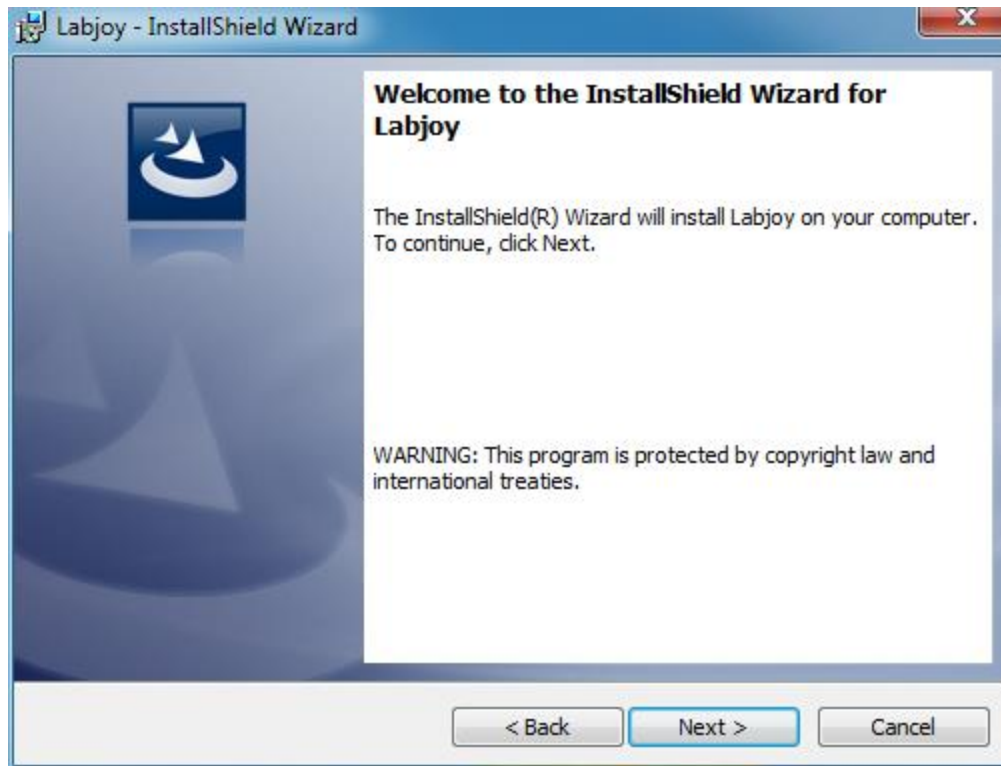 Labjoy - InstallShield Wizard
Welcome to the InstallShield Wizard for
Labjoy
The InstallShield(R) Wizard will install Labjoy on your computer.
To continue, click Next.
WARNING: This program is protected by copyright law and
international treaties.
< Back
Next >
Cancel